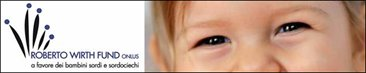 ROBERTO WIRTH FUND ONLUS
a favore dei bambini sordi e sordociechi